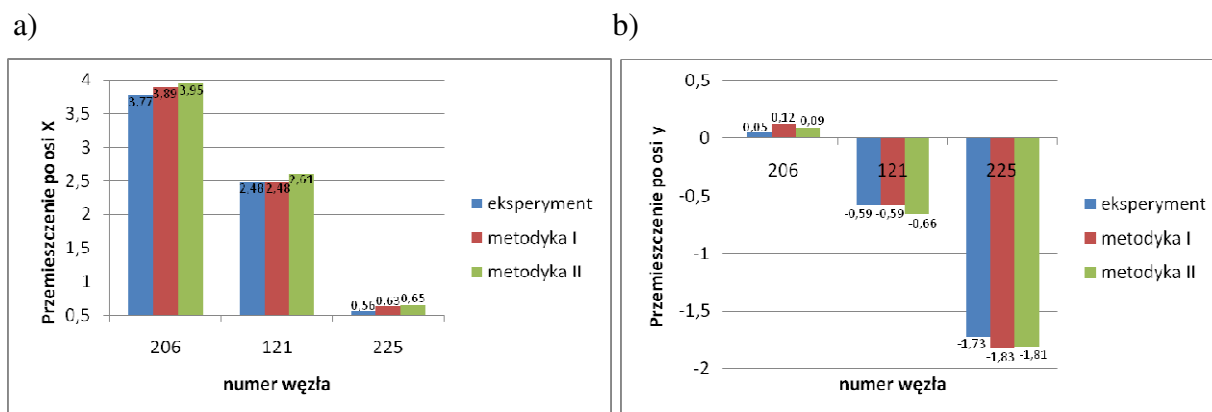 a)
b)
Przemieszczenie po osi X
4
3,5
3
2,5
2
1,5
1
0,5
3,77 3,89 3,95
2,48 2,48 2,61
0,56 0,63 0,65
206 121 225
numer węzła
eksperyment
metodyka I
metodyka II
Przemieszczenie po osi y
0,5
0
-0,5
-1
-1,5
-2
0,05 0,12 0,09
206 121 225
-0,59 -0,59 -0,66
-1,73 -1,83 -1,81
numer węzła
eksperyment
metodyka I
metodyka II